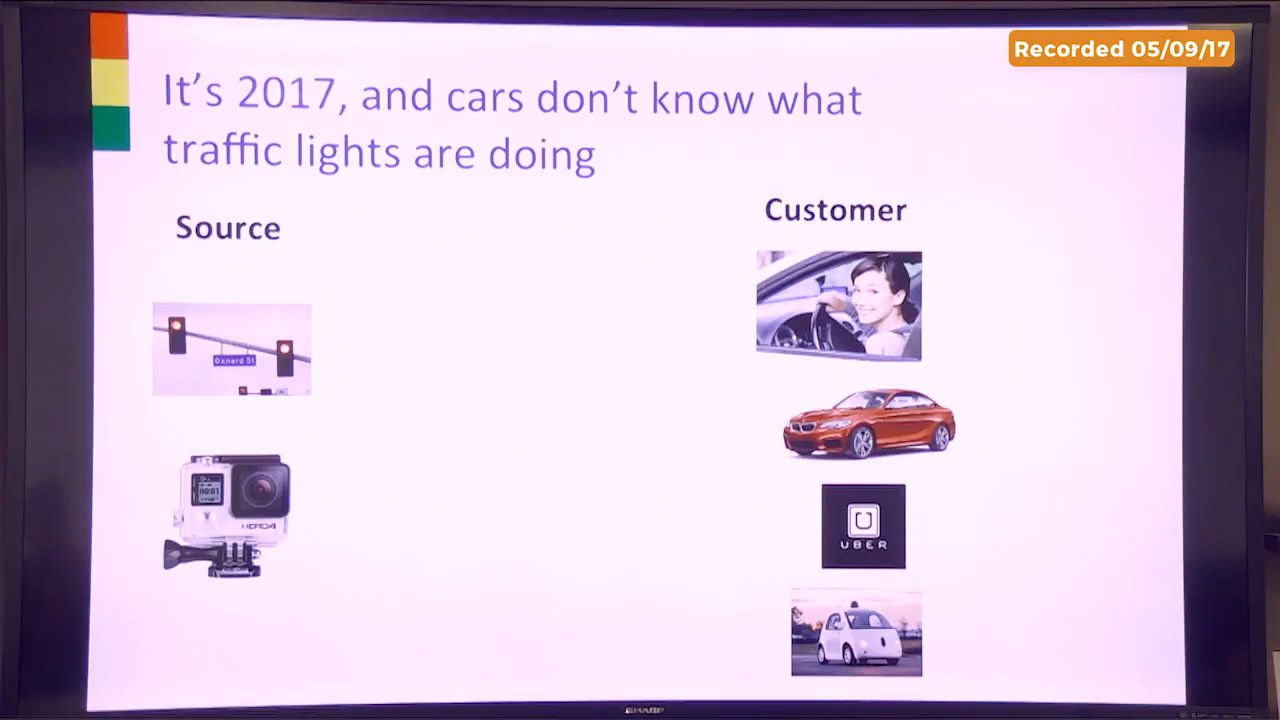 Recorded 05/09/17
It's 2017, and cars don't know what
traffic lights are doing
Source
Customer
Oxnard St
HERO4
UBER
SHARP